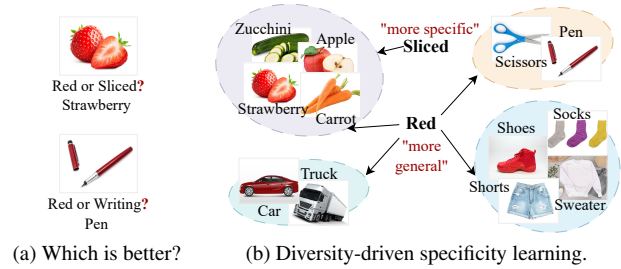 Red or Sliced?
Strawberry
Red or Writing?
Pen
(a) Which is better?
Zucchini
Apple
Strawberry
Carrot
"more specific"
Sliced
Pen
Scissors
Red
"more
general"
Truck
Car
Socks
Shoes
Shorts
Sweater
(b) Diversity-driven specificity learning.